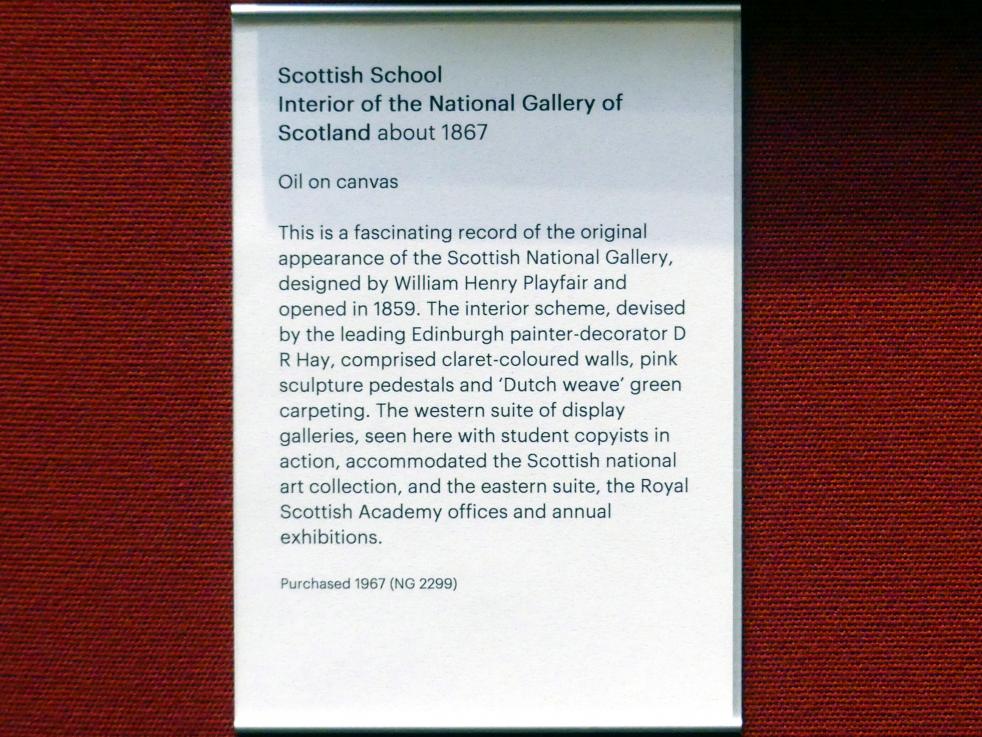 Scottish School
Interior of the National Gallery of
Scotland about 1867
Oil on canvas
This is a fascinating record of the original
appearance of the Scottish National Gallery,
designed by William Henry Playfair and
opened in 1859. The interior scheme, devised
by the leading Edinburgh painter-decorator D
R Hay, comprised claret-coloured walls, pink
sculpture pedestals and ‘Dutch weave’ green
carpeting. The western suite of display
galleries, seen here with student copyists in
action, accommodated the Scottish national
art collection, and the eastern suite, the Royal
Scottish Academy offices and annual
exhibitions.
Purchased 1967 (NG 2299)